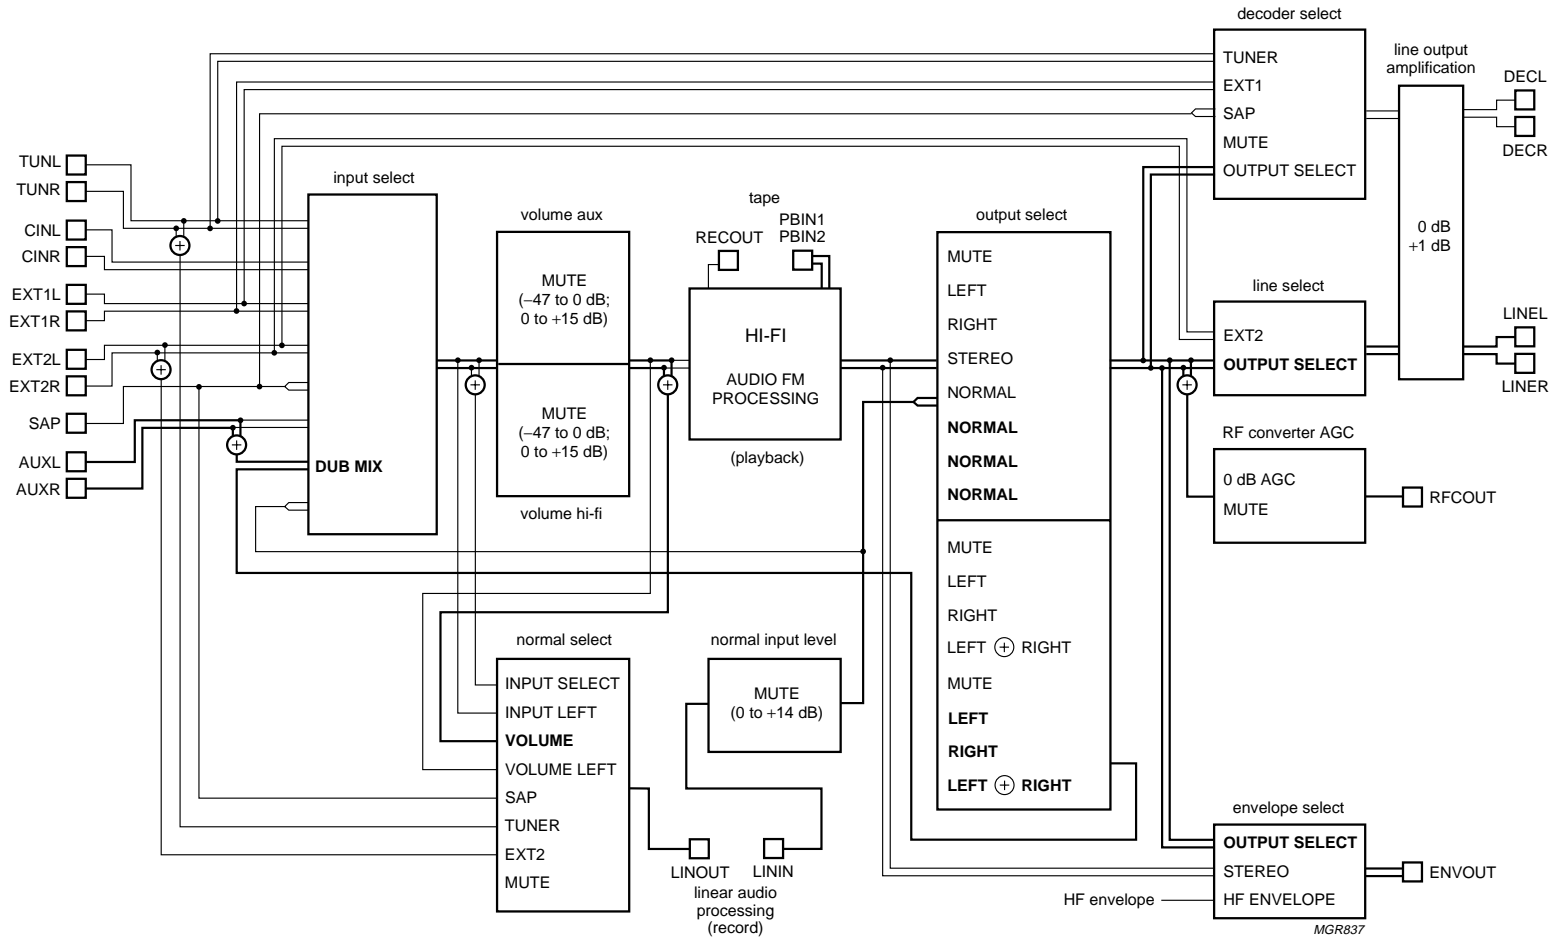 decoder select
TUNER
EXT1
SAP
MUTE
OUTPUT SELECT
line output
amplification
0 dB
+1 dB
DECL
DECR
TUNL
TUNR
CINL
CINR
EXT1L
EXT1R
EXT2L
EXT2R
SAP
AUXL
AUXR
input select
DUB MIX
volume aux
MUTE
(−47 to 0 dB;
0 to +15 dB)
MUTE
(−47 to 0 dB;
0 to +15 dB)
volume hi-fi
tape
RECOUT
PBIN1
PBIN2
HI-FI
AUDIO FM
PROCESSING
(playback)
output select
MUTE
LEFT
RIGHT
STEREO
NORMAL
NORMAL
NORMAL
NORMAL
MUTE
LEFT
RIGHT
LEFT + RIGHT
MUTE
LEFT
RIGHT
LEFT + RIGHT
line select
EXT2
OUTPUT SELECT
LINEL
LINER
RF converter AGC
0 dB AGC
MUTE
RFCOUT
normal select
INPUT SELECT
INPUT LEFT
VOLUME
VOLUME LEFT
SAP
TUNER
EXT2
MUTE
normal input level
MUTE
(0 to +14 dB)
LINOUT
LININ
linear audio
processing
(record)
envelope select
OUTPUT SELECT
STEREO
HF ENVELOPE
HF envelope
ENVOUT
MGR837